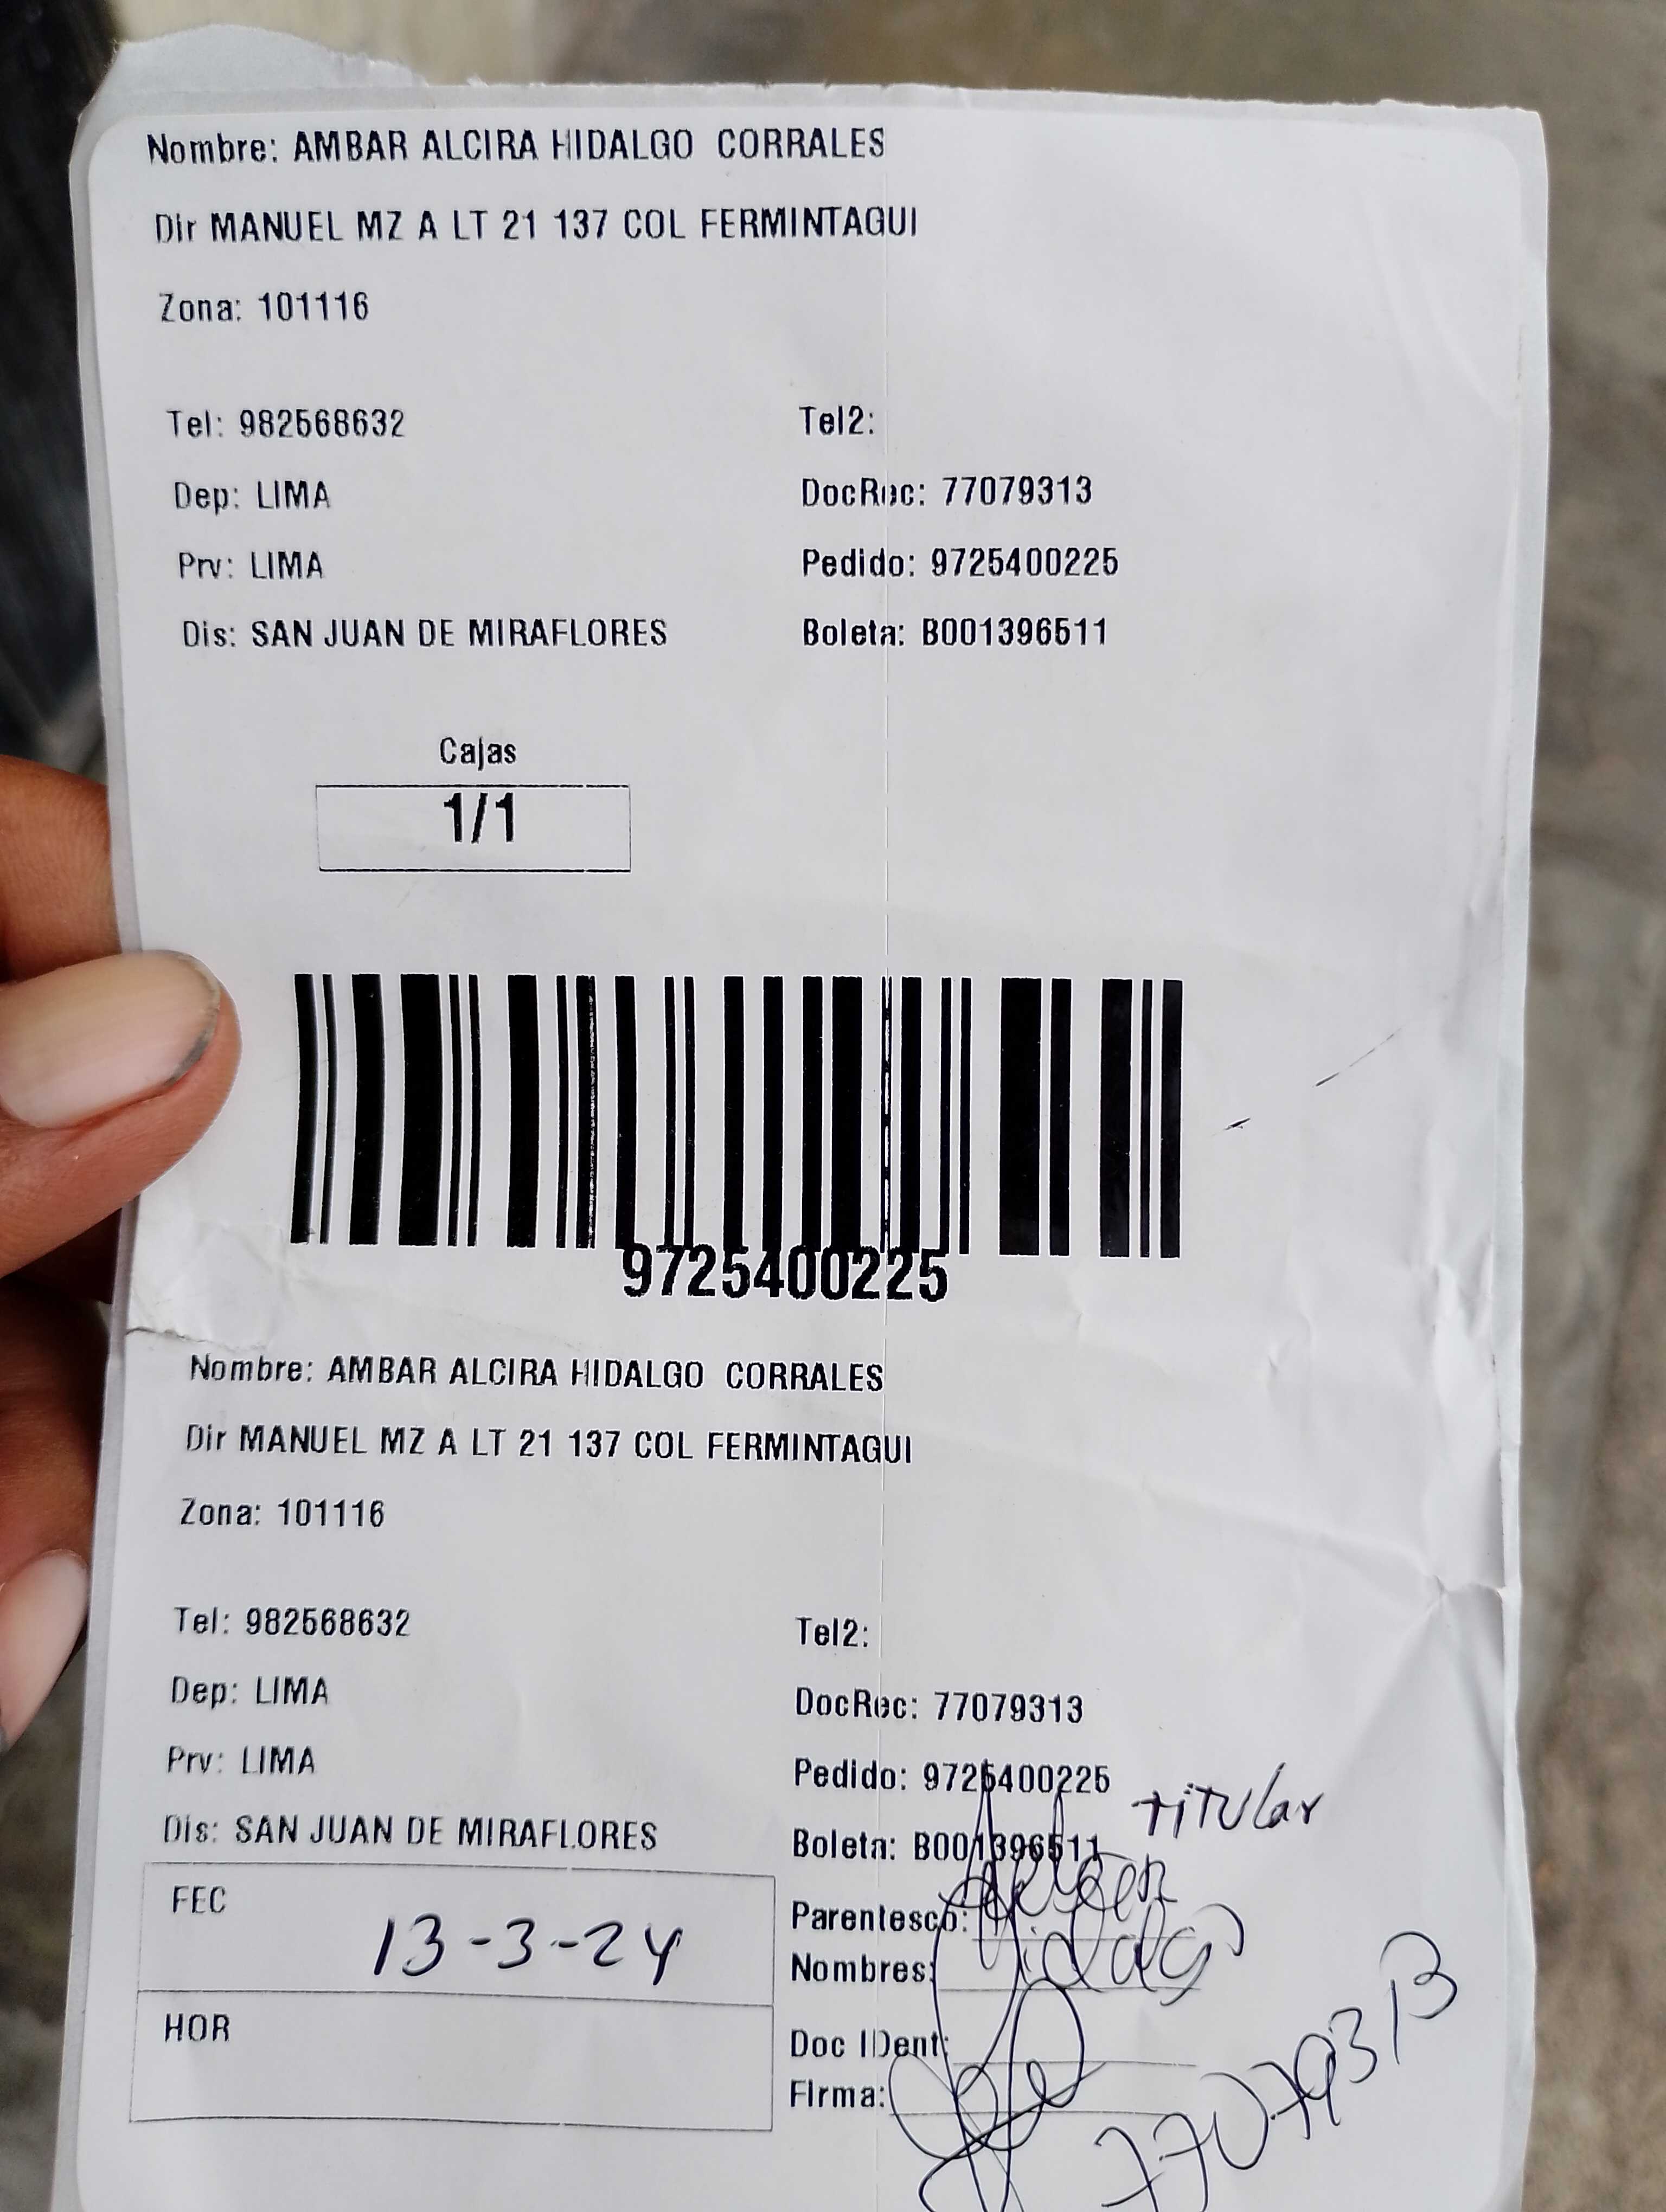 Nombre: AMBAR ALCIRA HIDALGO CORRALES
Dir MANUEL MZ A LT 21 137 COL FERMINTAGUI
Zona: 101116
Tel: 982568632 Tel2:
Dep: LIMA DocRec: 77079313
Prv: LIMA Pedido: 9725400225
Dis: SAN JUAN DE MIRAFLORES Boleta: B001396511
Cajas
1/1
9725400225
Nombre: AMBAR ALCIRA HIDALGO CORRALES
Dir MANUEL MZ A LT 21 137 COL FERMINTAGUI
Zona: 101116
Tel: 982568632 Tel2:
Dep: LIMA DocRec: 77079313
Prv: LIMA Pedido: 9725400225
titular
Dis: SAN JUAN DE MIRAFLORES Boleta: B001396511
FEC 13-3-24
Parentesco:
Nombres: Hidalgo
HOR
Doc IDent:
Firma:
77079313